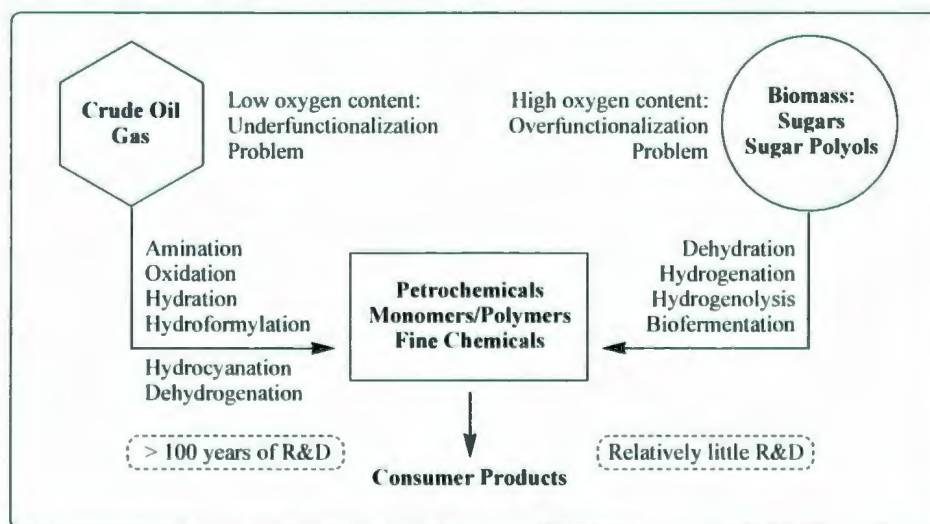 Crude Oil
Gas
Low oxygen content:
Underfunctionalization
Problem
High oxygen content:
Overfunctionalization
Problem
Biomass:
Sugars
Sugar Polyols
Amination
Oxidation
Hydration
Hydroformylation
Hydrocyanation
Dehydrogenation
Petrochemicals
Monomers/Polymers
Fine Chemicals
Dehydration
Hydrogenation
Hydrogenolysis
Biofermentation
> 100 years of R&D
Relatively little R&D
Consumer Products